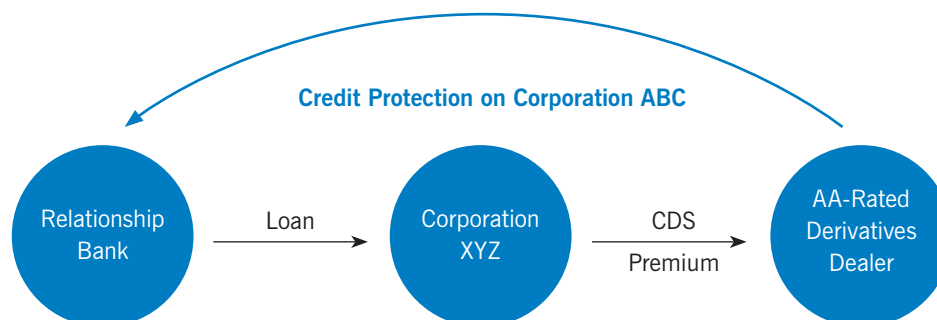 Credit Protection on Corporation ABC
Relationship
Bank
Loan
Corporation
XYZ
CDS
Premium
AA-Rated
Derivatives
Dealer